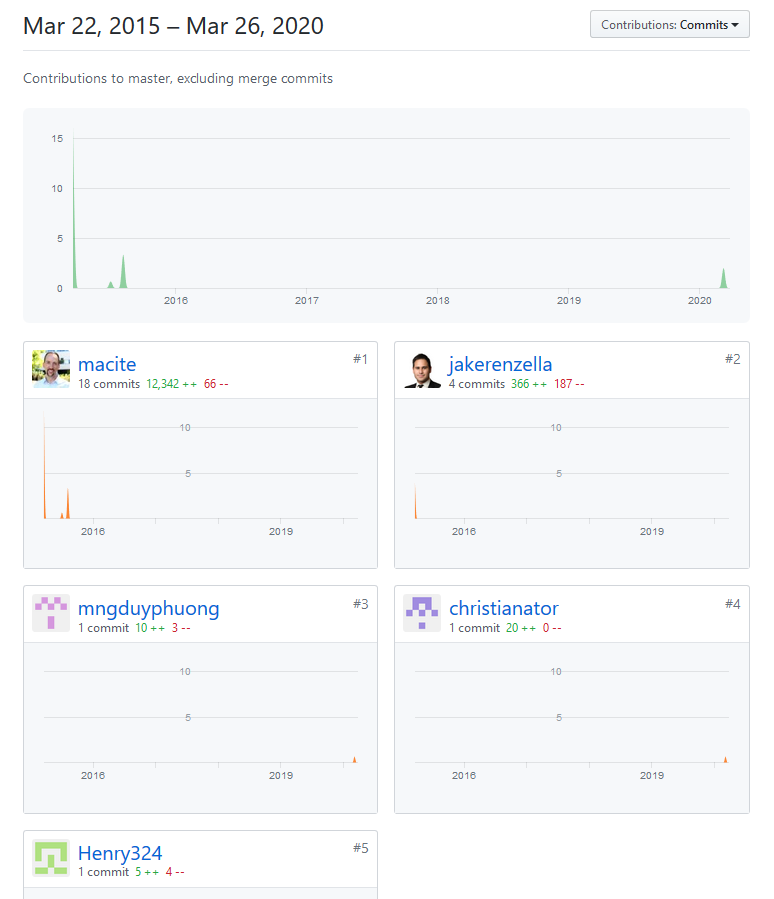 Mar 22, 2015 – Mar 26, 2020
Contributions: Commits
Contributions to master, excluding merge commits
15
10
5
0
2016 2017 2018 2019 2020
macite #1
18 commits 12,342 ++ 66 --
10
5
2016 2019
jakerenzella #2
4 commits 366 ++ 187 --
10
5
2016 2019
mngduyphuong #3
1 commit 10 ++ 3 --
10
5
2016 2019
christianator #4
1 commit 20 ++ 0 --
10
5
2016 2019
Henry324 #5
1 commit 5 ++ 4 --